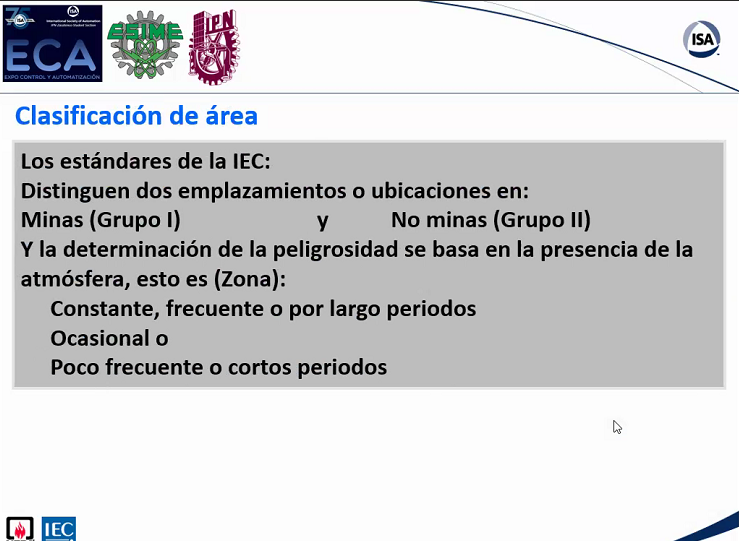 75
ISA
ISA
International Society of Automation
ECA
EXPO CONTROL Y AUTOMATIZACIÓN
ESIME
IPN
ISA
Clasificación de área
Los estándares de la IEC:
Distinguen dos emplazamientos o ubicaciones en:
Minas (Grupo I) y No minas (Grupo II)
Y la determinación de la peligrosidad se basa en la presencia de la
atmósfera, esto es (Zona):
Constante, frecuente o por largo periodos
Ocasional o
Poco frecuente o cortos periodos
IEC